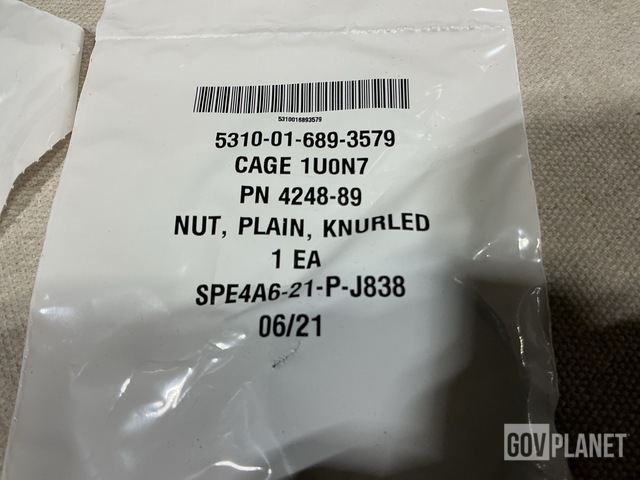 5310016893579
5310-01-689-3579
CAGE 1U0N7
PN 4248-89
NUT, PLAIN, KNURLED
1 EA
SPE4A6-21-P-J838
06/21
GOVPLANET